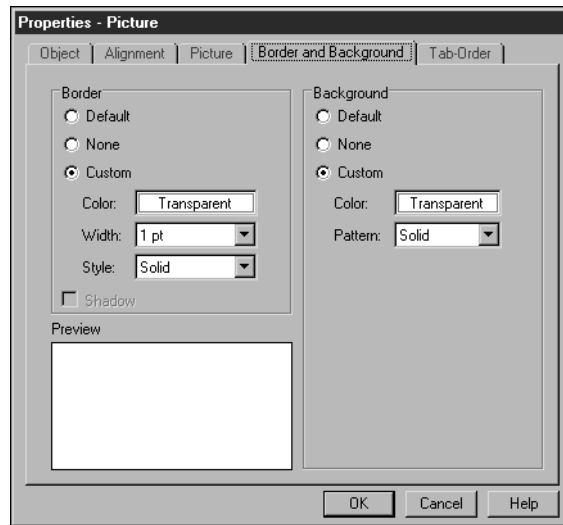 Properties - Picture
Object Alignment Picture Border and Background Tab-Order
Border
Default
None
Custom
Color: Transparent
Width: 1 pt
Style: Solid
Shadow
Preview
Background
Default
None
Custom
Color: Transparent
Pattern: Solid
OK Cancel Help